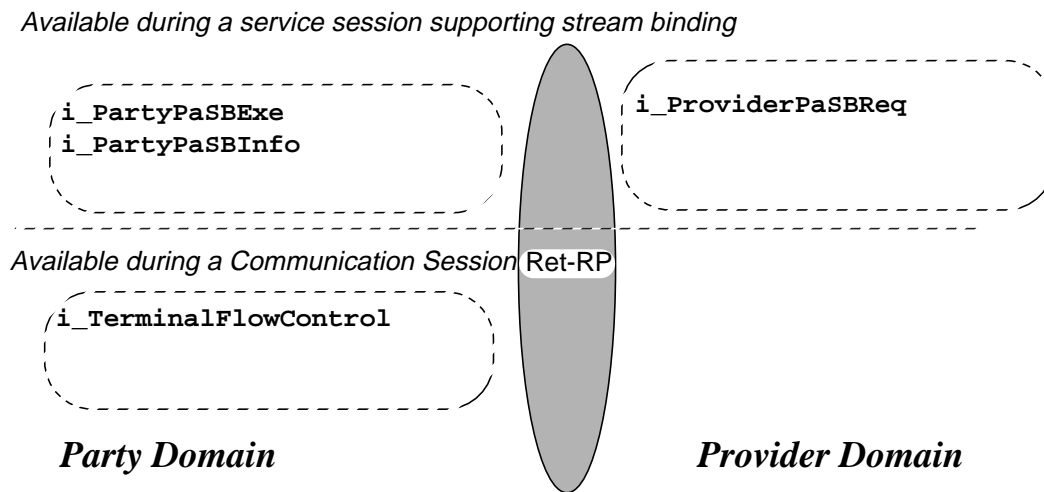 Available during a service session supporting stream binding
i_PartyPaSBExe
i_PartyPaSBInfo
i_ProviderPaSBReq
Available during a Communication Session
Ret-RP
i_TerminalFlowControl
Party Domain
Provider Domain